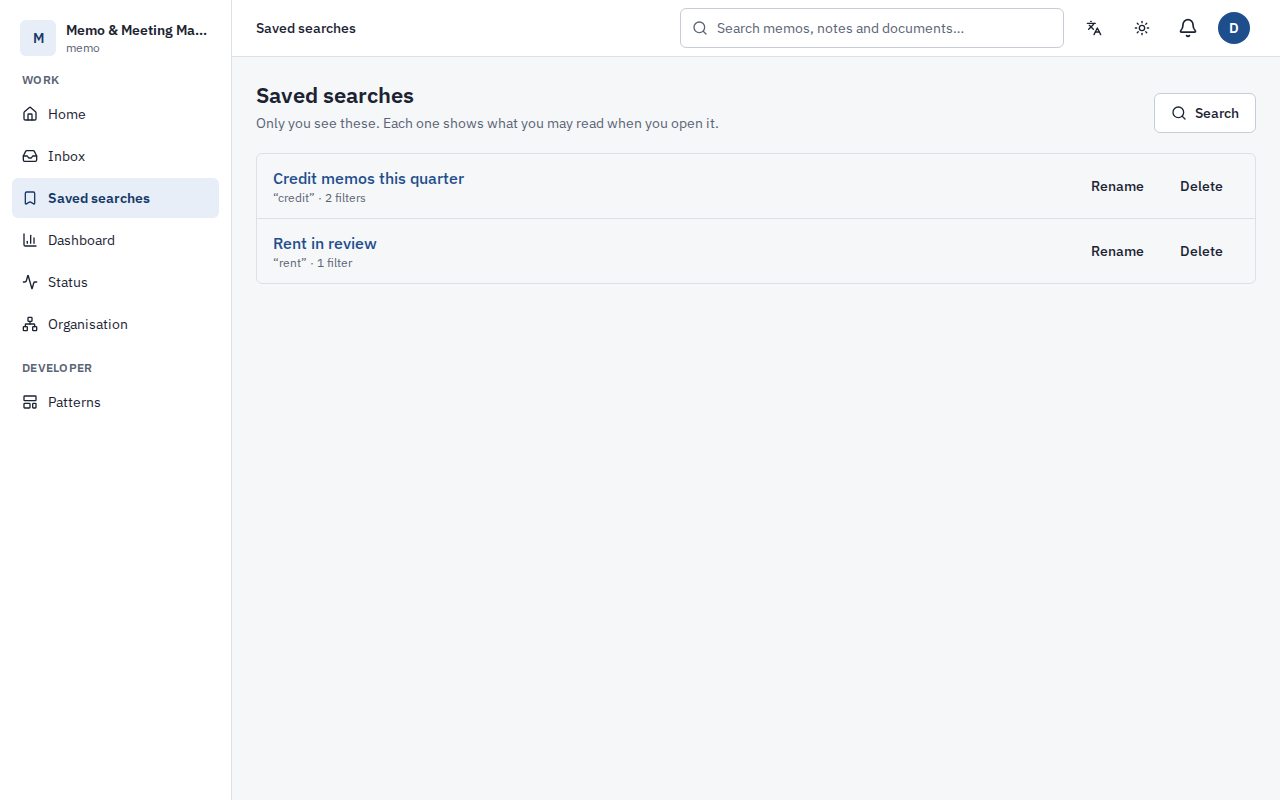 M
Memo & Meeting Ma...
memo
WORK
Home
Inbox
Saved searches
Dashboard
Status
Organisation
DEVELOPER
Patterns
Saved searches
Search memos, notes and documents...
D
Saved searches
Only you see these. Each one shows what you may read when you open it.
Search
Credit memos this quarter
“credit” · 2 filters
Rename
Delete
Rent in review
“rent” · 1 filter
Rename
Delete